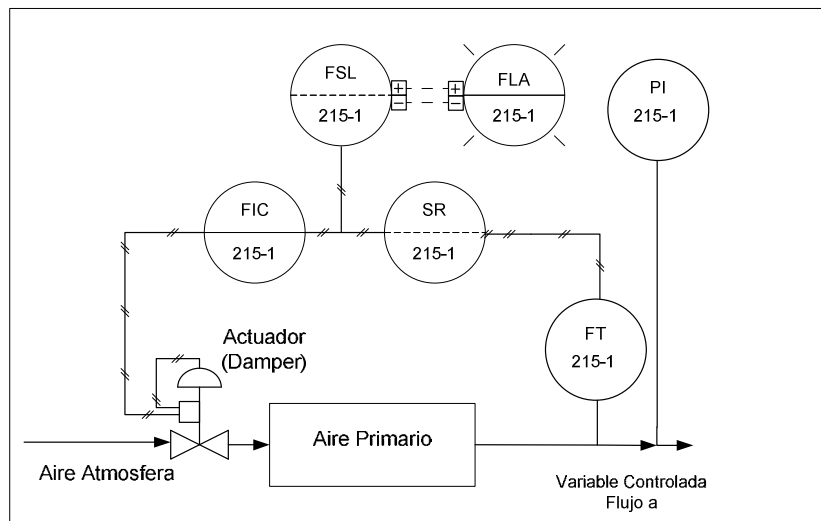 FSL
215-1
+
−
+
−
FLA
215-1
PI
215-1
FIC
215-1
SR
215-1
FT
215-1
Actuador
(Damper)
Aire Primario
Aire Atmosfera
Variable Controlada
Flujo a